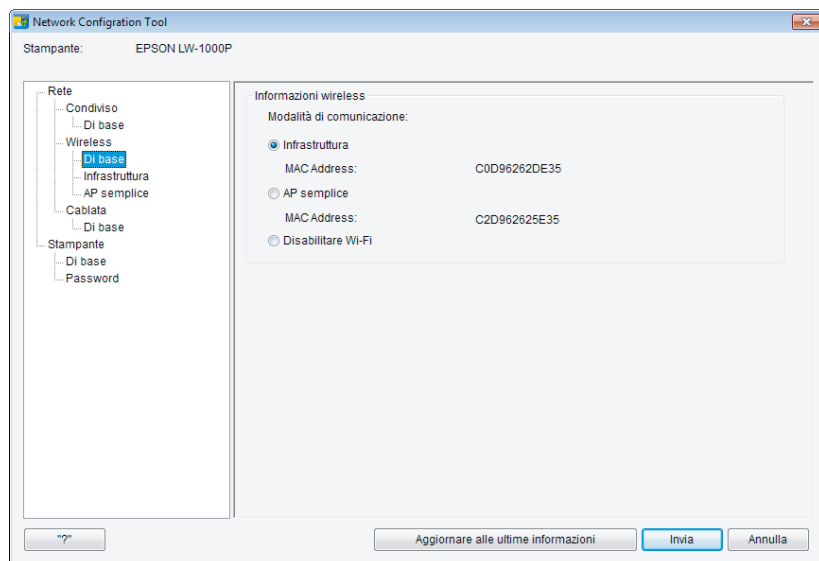 Network Configration Tool
Stampante: EPSON LW-1000P
Rete
Condiviso
Di base
Wireless
Di base
Infrastruttura
AP semplice
Cablata
Di base
Stampante
Di base
Password
Informazioni wireless
Modalità di comunicazione:
Infrastruttura
MAC Address: C0D96262DE35
AP semplice
MAC Address: C2D962625E35
Disabilitare Wi-Fi
"?"
Aggiornare alle ultime informazioni
Invia
Annulla